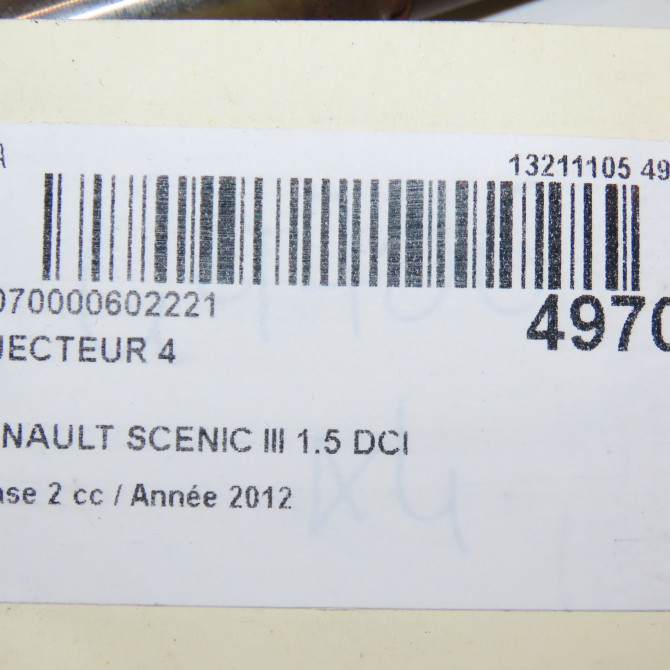 13211105 49
070000602221
4970
JECTEUR 4
NAULT SCENIC III 1.5 DCI
ase 2 cc / Année 2012